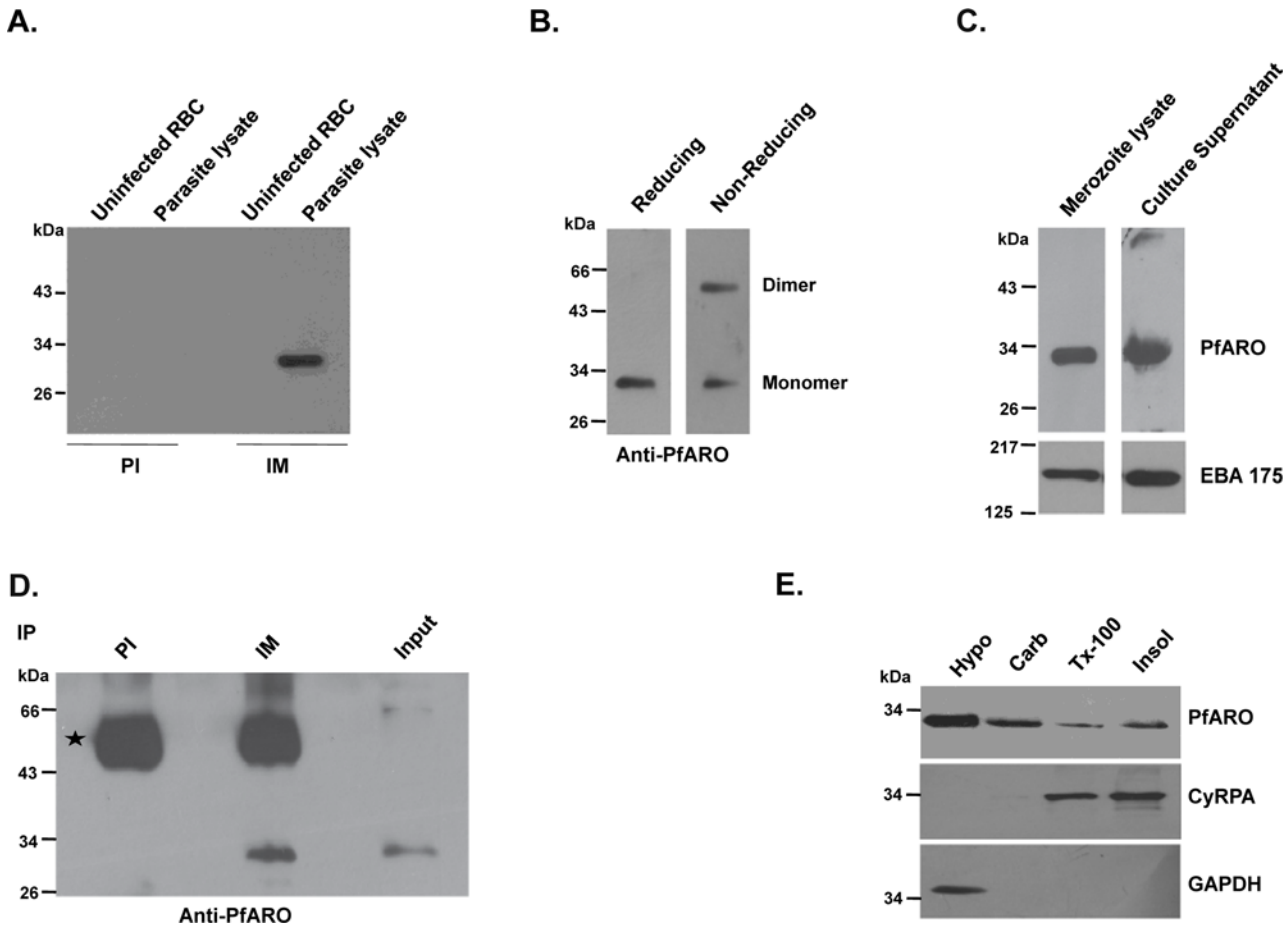 A.
Uninfected RBC
Parasite lysate
Uninfected RBC
Parasite lysate
kDa
43
34
26
PI
IM
B.
Reducing
Non-Reducing
kDa
66
43
34
26
Dimer
Monomer
Anti-PfARO
C.
Merozoite lysate
Culture Supernatant
kDa
43
34
26
PfARO
217
125
EBA 175
D.
IP
PI
IM
Input
kDa
66
43
34
26
Anti-PfARO
E.
Hypo
Carb
Tx-100
Insol
kDa
34
PfARO
34
CyRPA
34
GAPDH